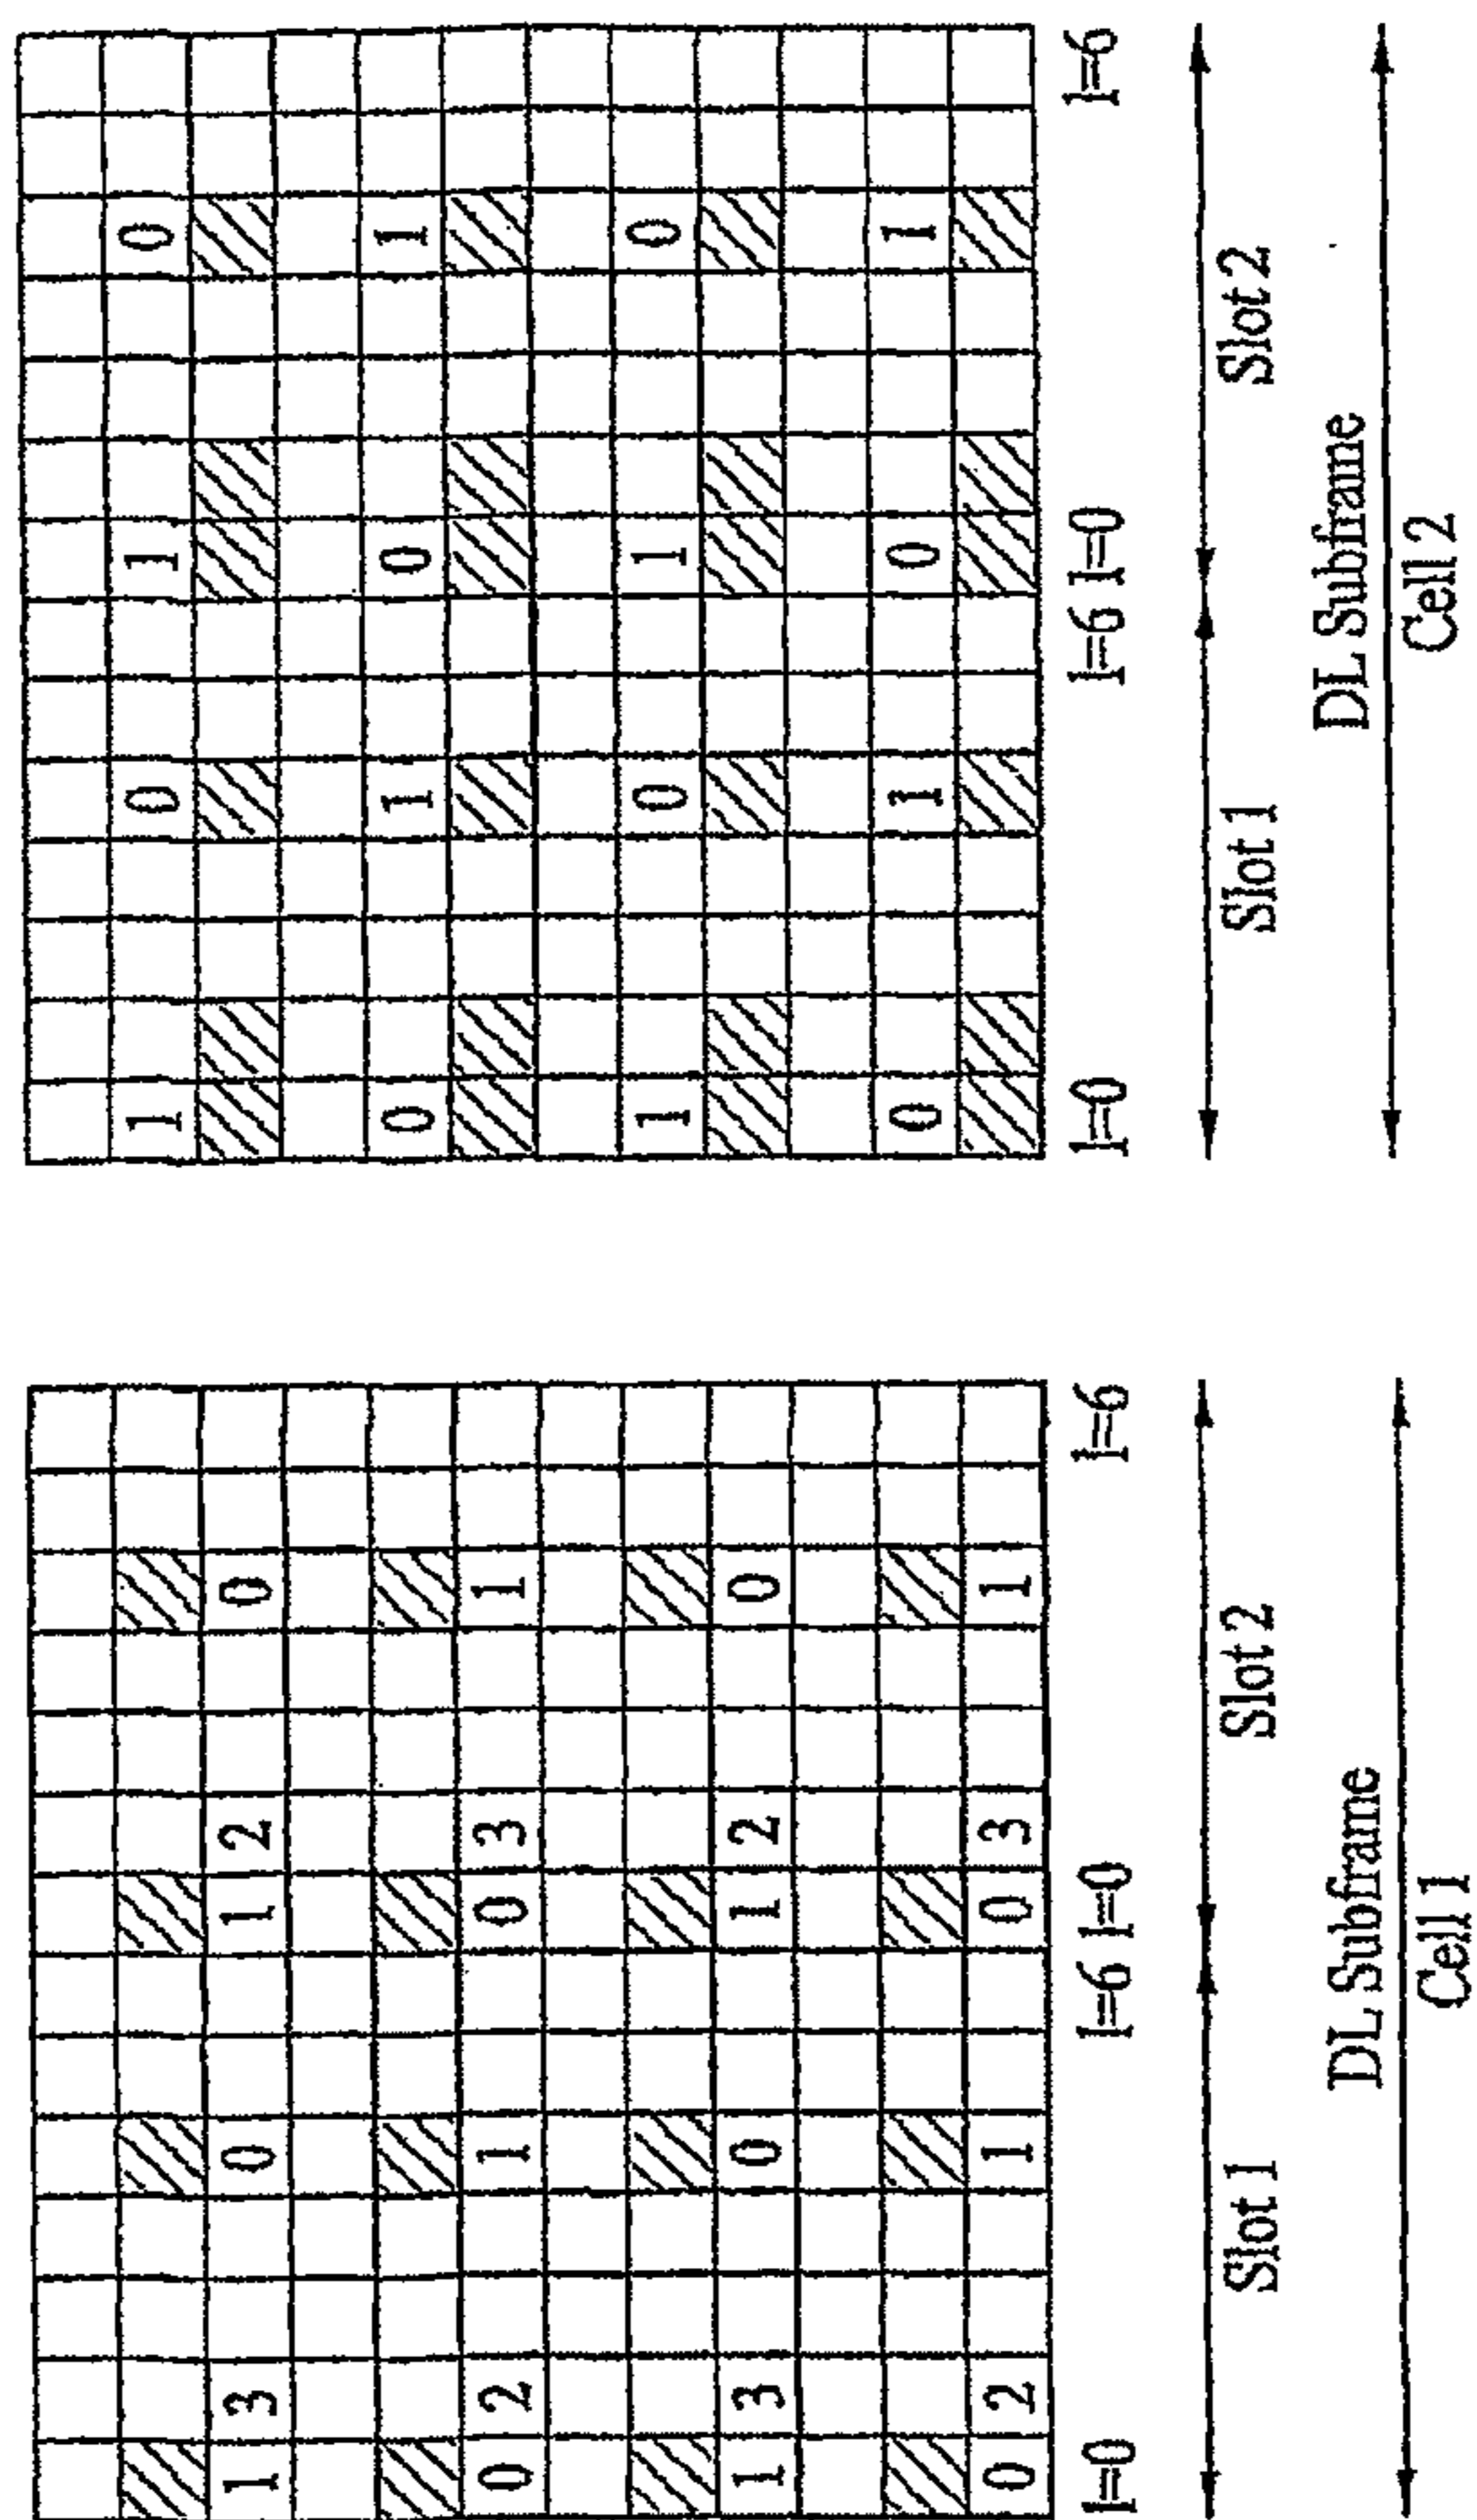 1 3 0 1 2 0
0 2 1 0 3 1
1 3 0 1 2 0
0 2 1 0 3 1
l=0 l=6 l=0 l=6
Slot 1 Slot 2
DL Subframe
Cell 1
1 0 1 0
0 1 0 1
1 0 1 0
0 1 0 1
l=0 l=6 l=0 l=6
Slot 1 Slot 2
DL Subframe
Cell 2